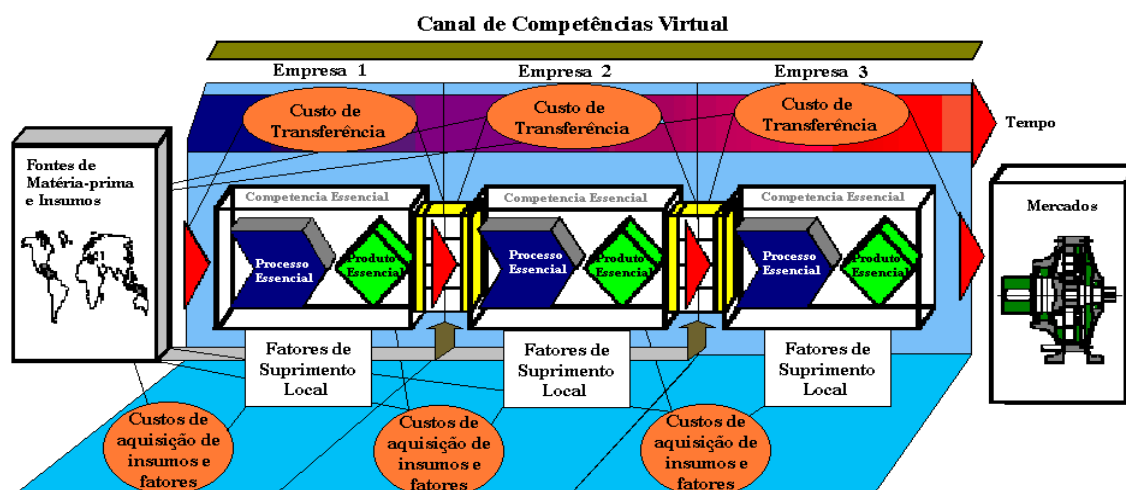 Canal de Competências Virtual
Empresa 1
Empresa 2
Empresa 3
Custo de
Transferência
Custo de
Transferência
Custo de
Transferência
Tempo
Fontes de
Matéria-prima
e Insumos
Competencia Essencial
Processo
Essencial
Produto
Essencial
Competencia Essencial
Processo
Essencial
Produto
Essencial
Competencia Essencial
Processo
Essencial
Produto
Essencial
Mercados
Fatores de
Suprimento
Local
Fatores de
Suprimento
Local
Fatores de
Suprimento
Local
Custos de
aquisição de
insumos e
fatores
Custos de
aquisição de
insumos e
fatores
Custos de
aquisição de
insumos e
fatores